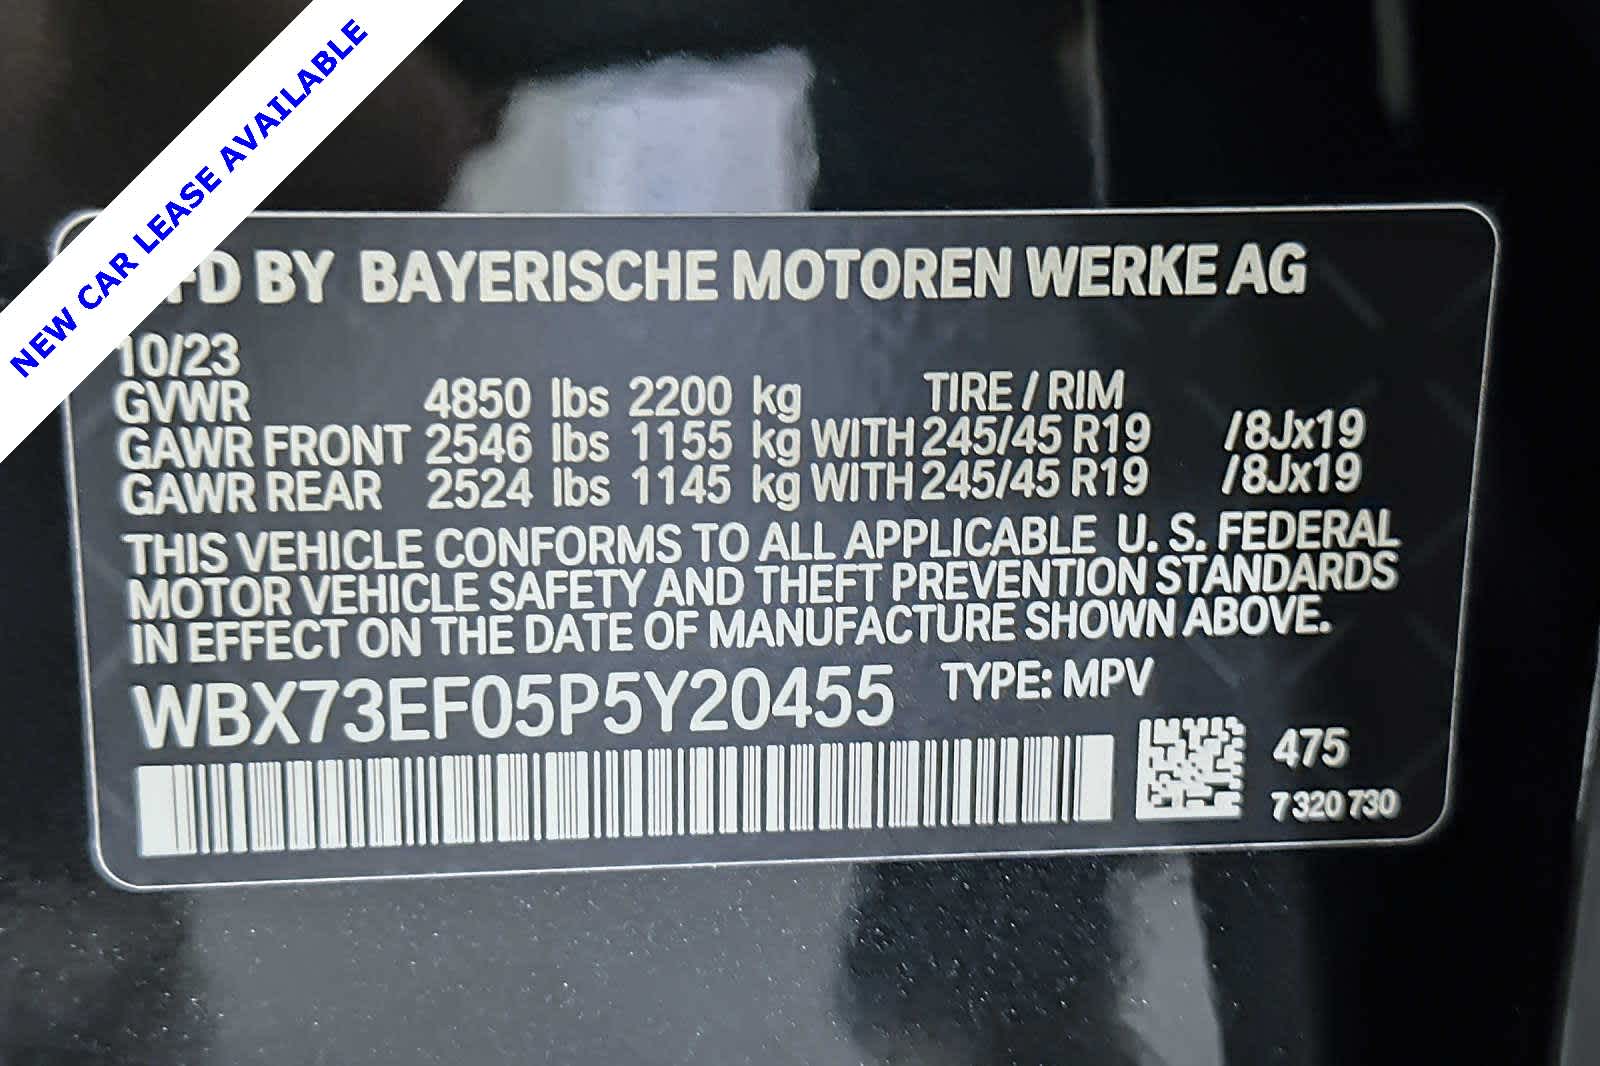 NEW CAR LEASE AVAILABLE
FD BY BAYERISCHE MOTOREN WERKE AG
10/23
GVWR 4850 lbs 2200 kg TIRE / RIM
GAWR FRONT 2546 lbs 1155 kg WITH 245/45 R19 /8Jx19
GAWR REAR 2524 lbs 1145 kg WITH 245/45 R19 /8Jx19
THIS VEHICLE CONFORMS TO ALL APPLICABLE U. S. FEDERAL
MOTOR VEHICLE SAFETY AND THEFT PREVENTION STANDARDS
IN EFFECT ON THE DATE OF MANUFACTURE SHOWN ABOVE.
WBX73EF05P5Y20455 TYPE: MPV
475
7 320 730